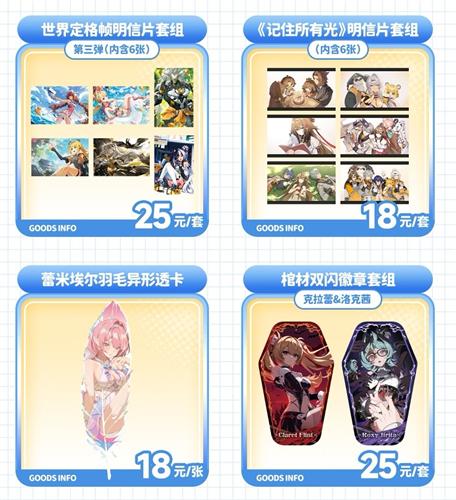 世界定格帧明信片套组
第三弹(内含6张)
25元/套
GOODS INFO
《记住所有光》明信片套组
(内含6张)
18元/套
GOODS INFO
蕾米埃尔羽毛异形透卡
18元/张
GOODS INFO
棺材双闪徽章套组
克拉蕾&洛克茜
Claret Flint
Roxy Brita
25元/套
GOODS INFO